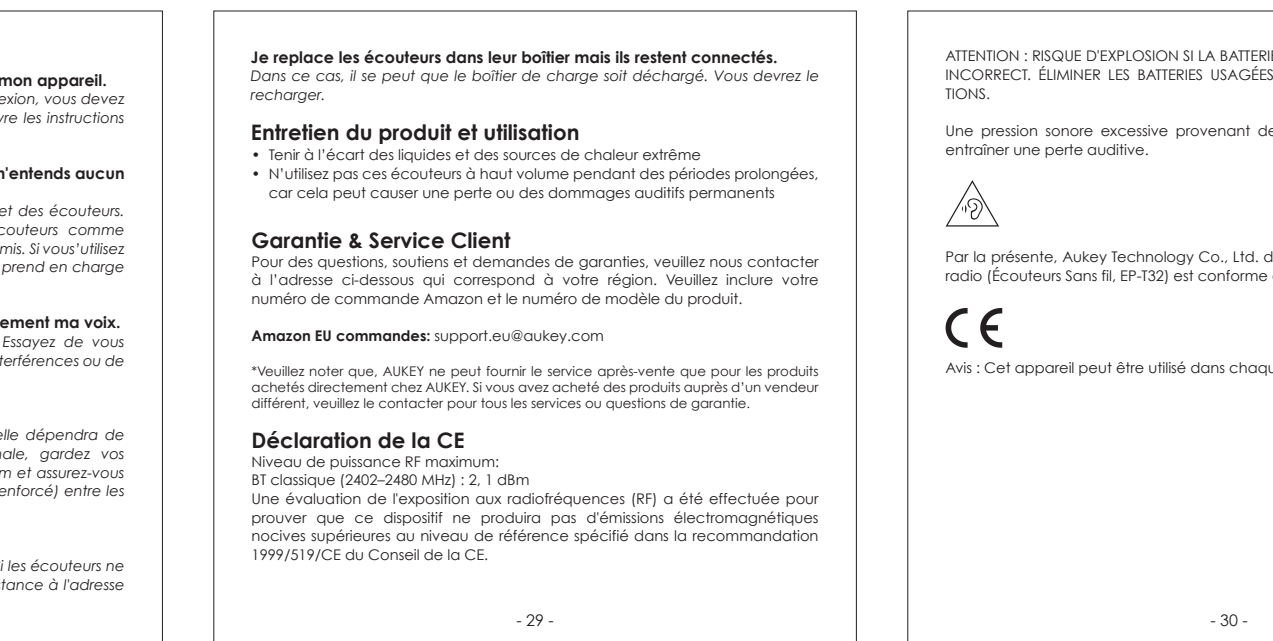 mon appareil.
exion, vous devez
vre les instructions
n'entends aucun
et des écouteurs.
couteurs comme
mis. Si vous'utilisez
prend en charge
ement ma voix.
Essayez de vous
terférences ou de
elle dépendra de
nale, gardez vos
m et assurez-vous
enforcé) entre les
i les écouteurs ne
stance à l'adresse
Je replace les écouteurs dans leur boîtier mais ils restent connectés.
Dans ce cas, il se peut que le boîtier de charge soit déchargé. Vous devrez le
recharger.
Entretien du produit et utilisation
• Tenir à l'écart des liquides et des sources de chaleur extrême
• N'utilisez pas ces écouteurs à haut volume pendant des périodes prolongées,
car cela peut causer une perte ou des dommages auditifs permanents
Garantie & Service Client
Pour des questions, soutiens et demandes de garanties, veuillez nous contacter
à l'adresse ci-dessous qui correspond à votre région. Veuillez inclure votre
numéro de commande Amazon et le numéro de modèle du produit.
Amazon EU commandes: support.eu@aukey.com
*Veuillez noter que, AUKEY ne peut fournir le service après-vente que pour les produits
achetés directement chez AUKEY. Si vous avez acheté des produits auprès d'un vendeur
différent, veuillez le contacter pour tous les services ou questions de garantie.
Déclaration de la CE
Niveau de puissance RF maximum:
BT classique (2402–2480 MHz) : 2, 1 dBm
Une évaluation de l'exposition aux radiofréquences (RF) a été effectuée pour
prouver que ce dispositif ne produira pas d'émissions électromagnétiques
nocives supérieures au niveau de référence spécifié dans la recommandation
1999/519/CE du Conseil de la CE.
- 29 -
ATTENTION : RISQUE D'EXPLOSION SI LA BATTERIE
INCORRECT. ÉLIMINER LES BATTERIES USAGÉES
TIONS.
Une pression sonore excessive provenant de
entraîner une perte auditive.
Par la présente, Aukey Technology Co., Ltd. d
radio (Écouteurs Sans fil, EP-T32) est conforme
CE
Avis : Cet appareil peut être utilisé dans chaqu
- 30 -